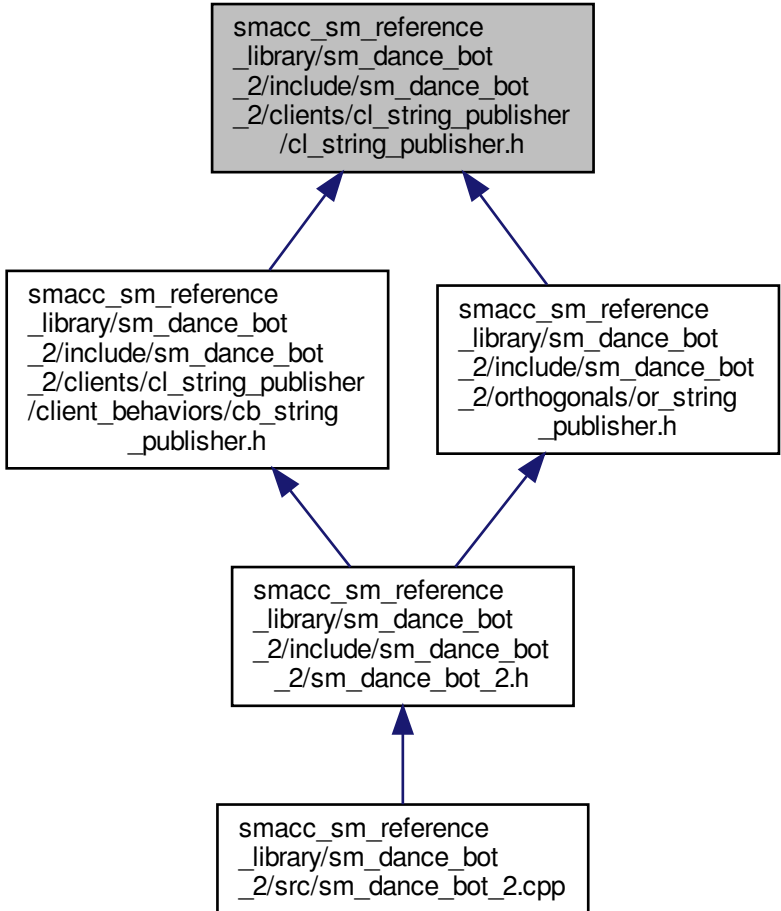 smacc_sm_reference
_library/sm_dance_bot
_2/include/sm_dance_bot
_2/clients/cl_string_publisher
/cl_string_publisher.h
smacc_sm_reference
_library/sm_dance_bot
_2/include/sm_dance_bot
_2/clients/cl_string_publisher
/client_behaviors/cb_string
_publisher.h
smacc_sm_reference
_library/sm_dance_bot
_2/include/sm_dance_bot
_2/orthogonals/or_string
_publisher.h
smacc_sm_reference
_library/sm_dance_bot
_2/include/sm_dance_bot
_2/sm_dance_bot_2.h
smacc_sm_reference
_library/sm_dance_bot
_2/src/sm_dance_bot_2.cpp